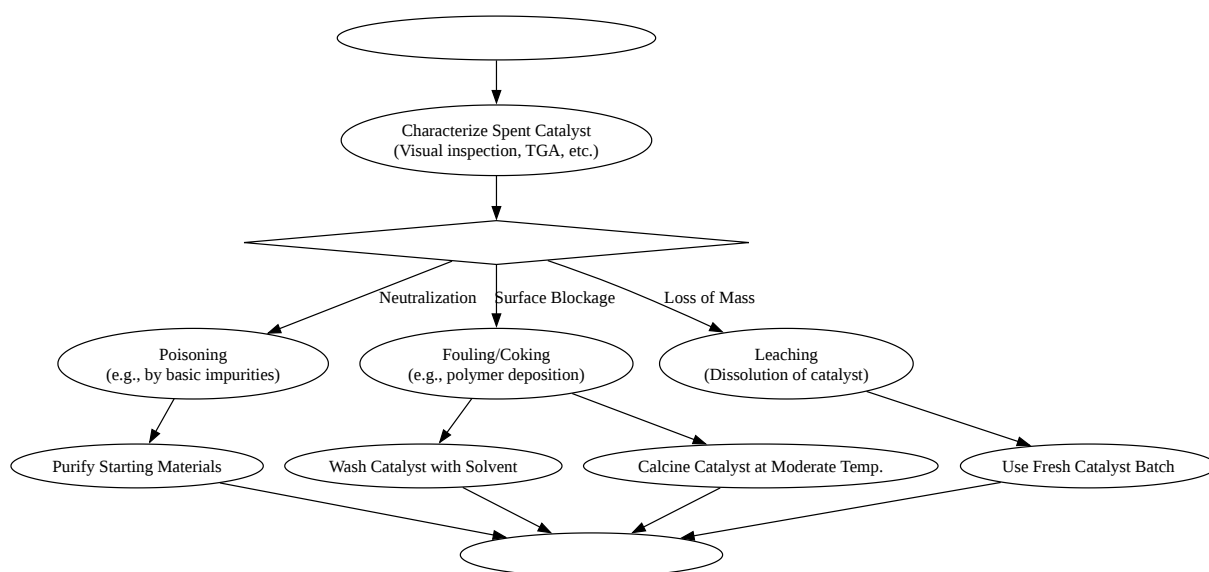 Characterize Spent Catalyst
(Visual inspection, TGA, etc.)
Neutralization
Surface Blockage
Loss of Mass
Poisoning
(e.g., by basic impurities)
Fouling/Coking
(e.g., polymer deposition)
Leaching
(Dissolution of catalyst)
Purify Starting Materials
Wash Catalyst with Solvent
Calcine Catalyst at Moderate Temp.
Use Fresh Catalyst Batch